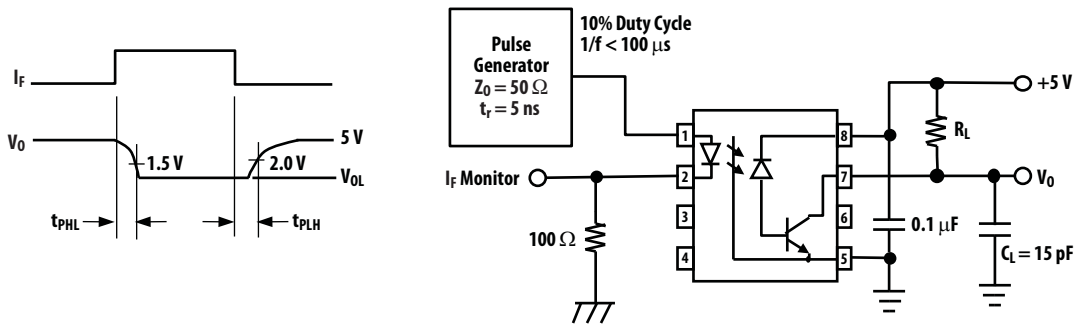 I_F
V_O
1.5 V
2.0 V
5 V
V_OL
t_PHL
t_PLH
Pulse
Generator
Z_O = 50 Ω
t_r = 5 ns
10% Duty Cycle
1/f < 100 μs
I_F Monitor
100 Ω
1
2
3
4
8
7
6
5
+5 V
R_L
V_O
0.1 μF
C_L = 15 pF